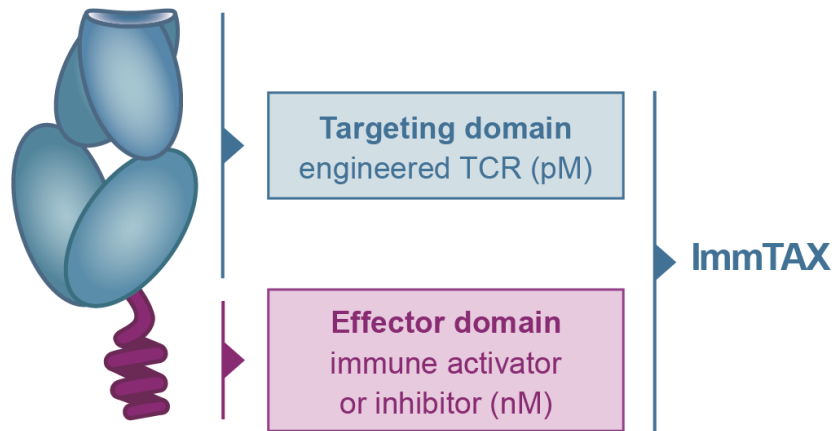 Targeting domain
engineered TCR (pM)
ImmTAX
Effector domain
immune activator
or inhibitor (nM)